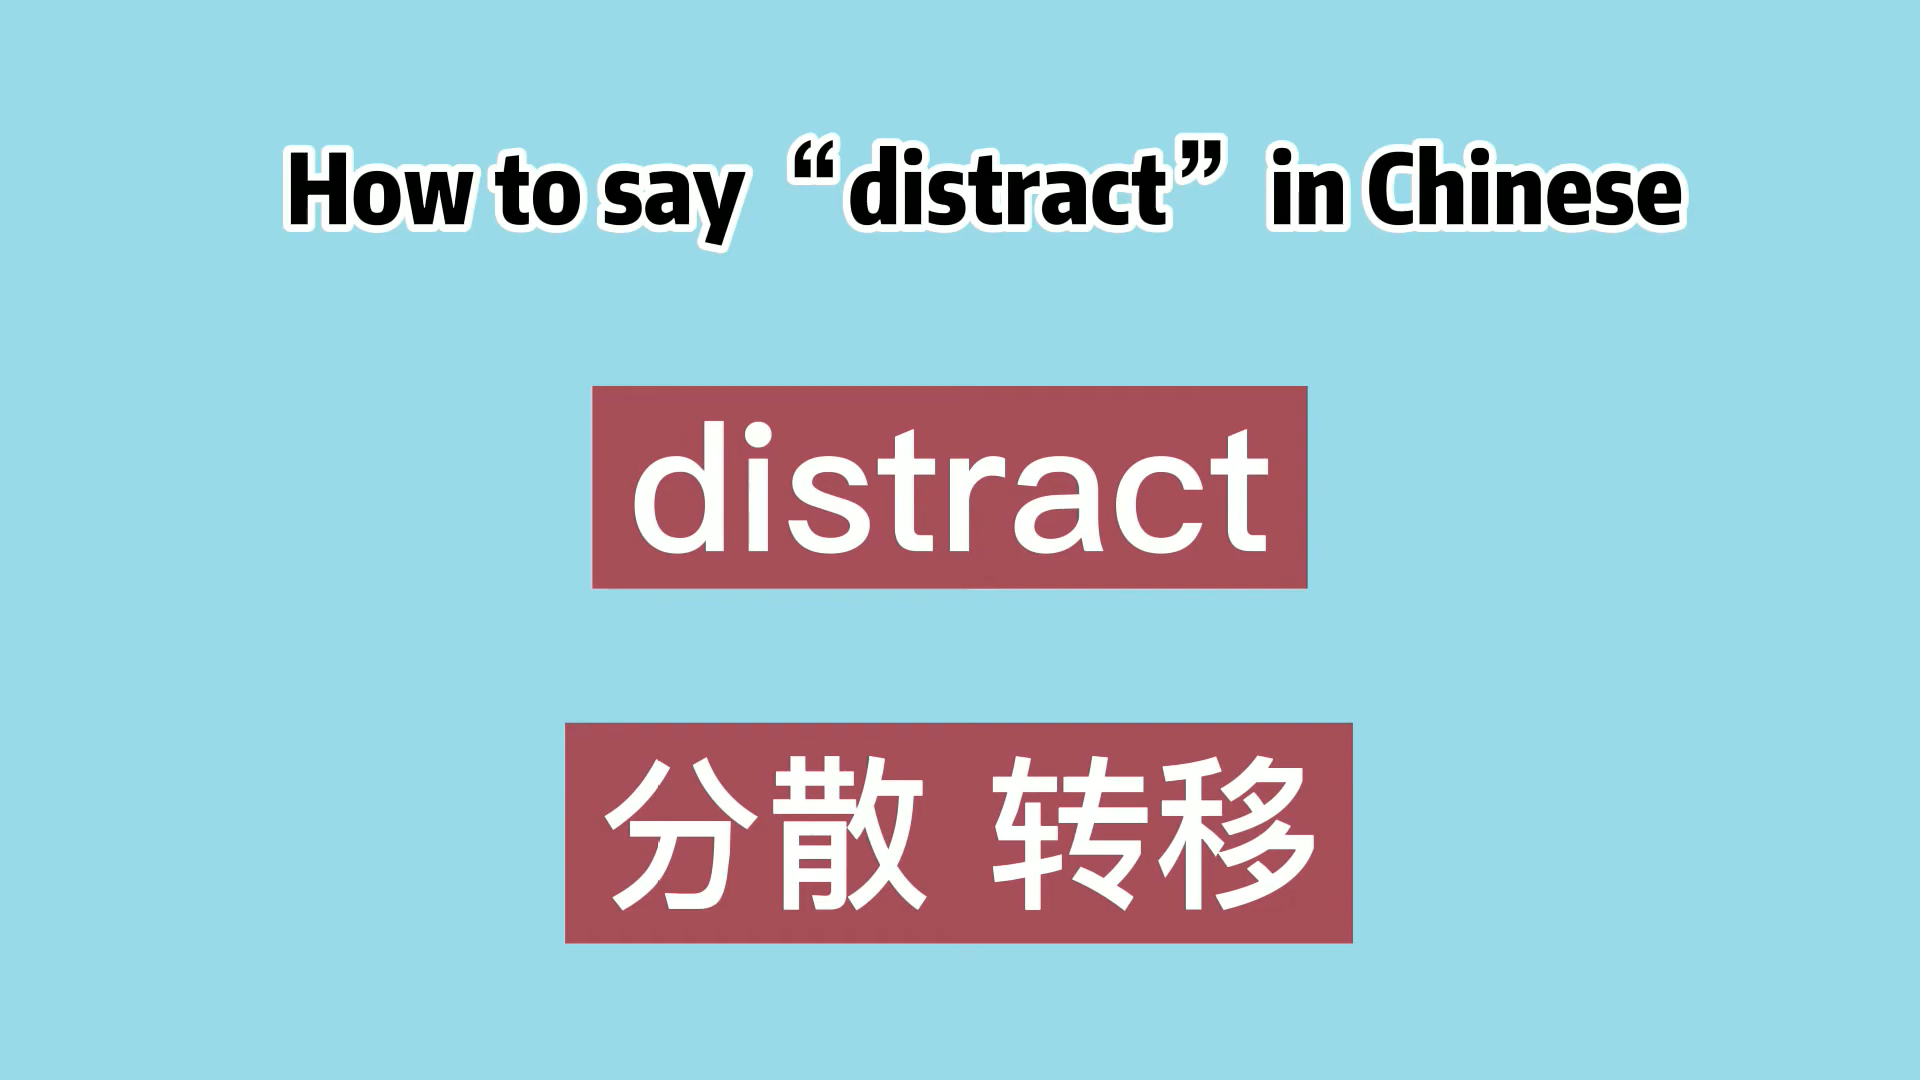 How to say “distract” in Chinese
distract
分散 转移